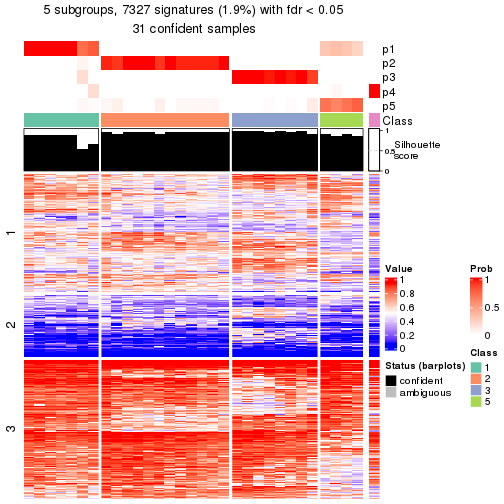 5 subgroups, 7327 signatures (1.9%) with fdr < 0.05
31 confident samples
p1
p2
p3
p4
p5
Class
1
0.5
0
Silhouette
score
1
2
3
Value
1
0.8
0.6
0.4
0.2
0
Prob
1
0.5
0
Status (barplots)
confident
ambiguous
Class
1
2
3
5